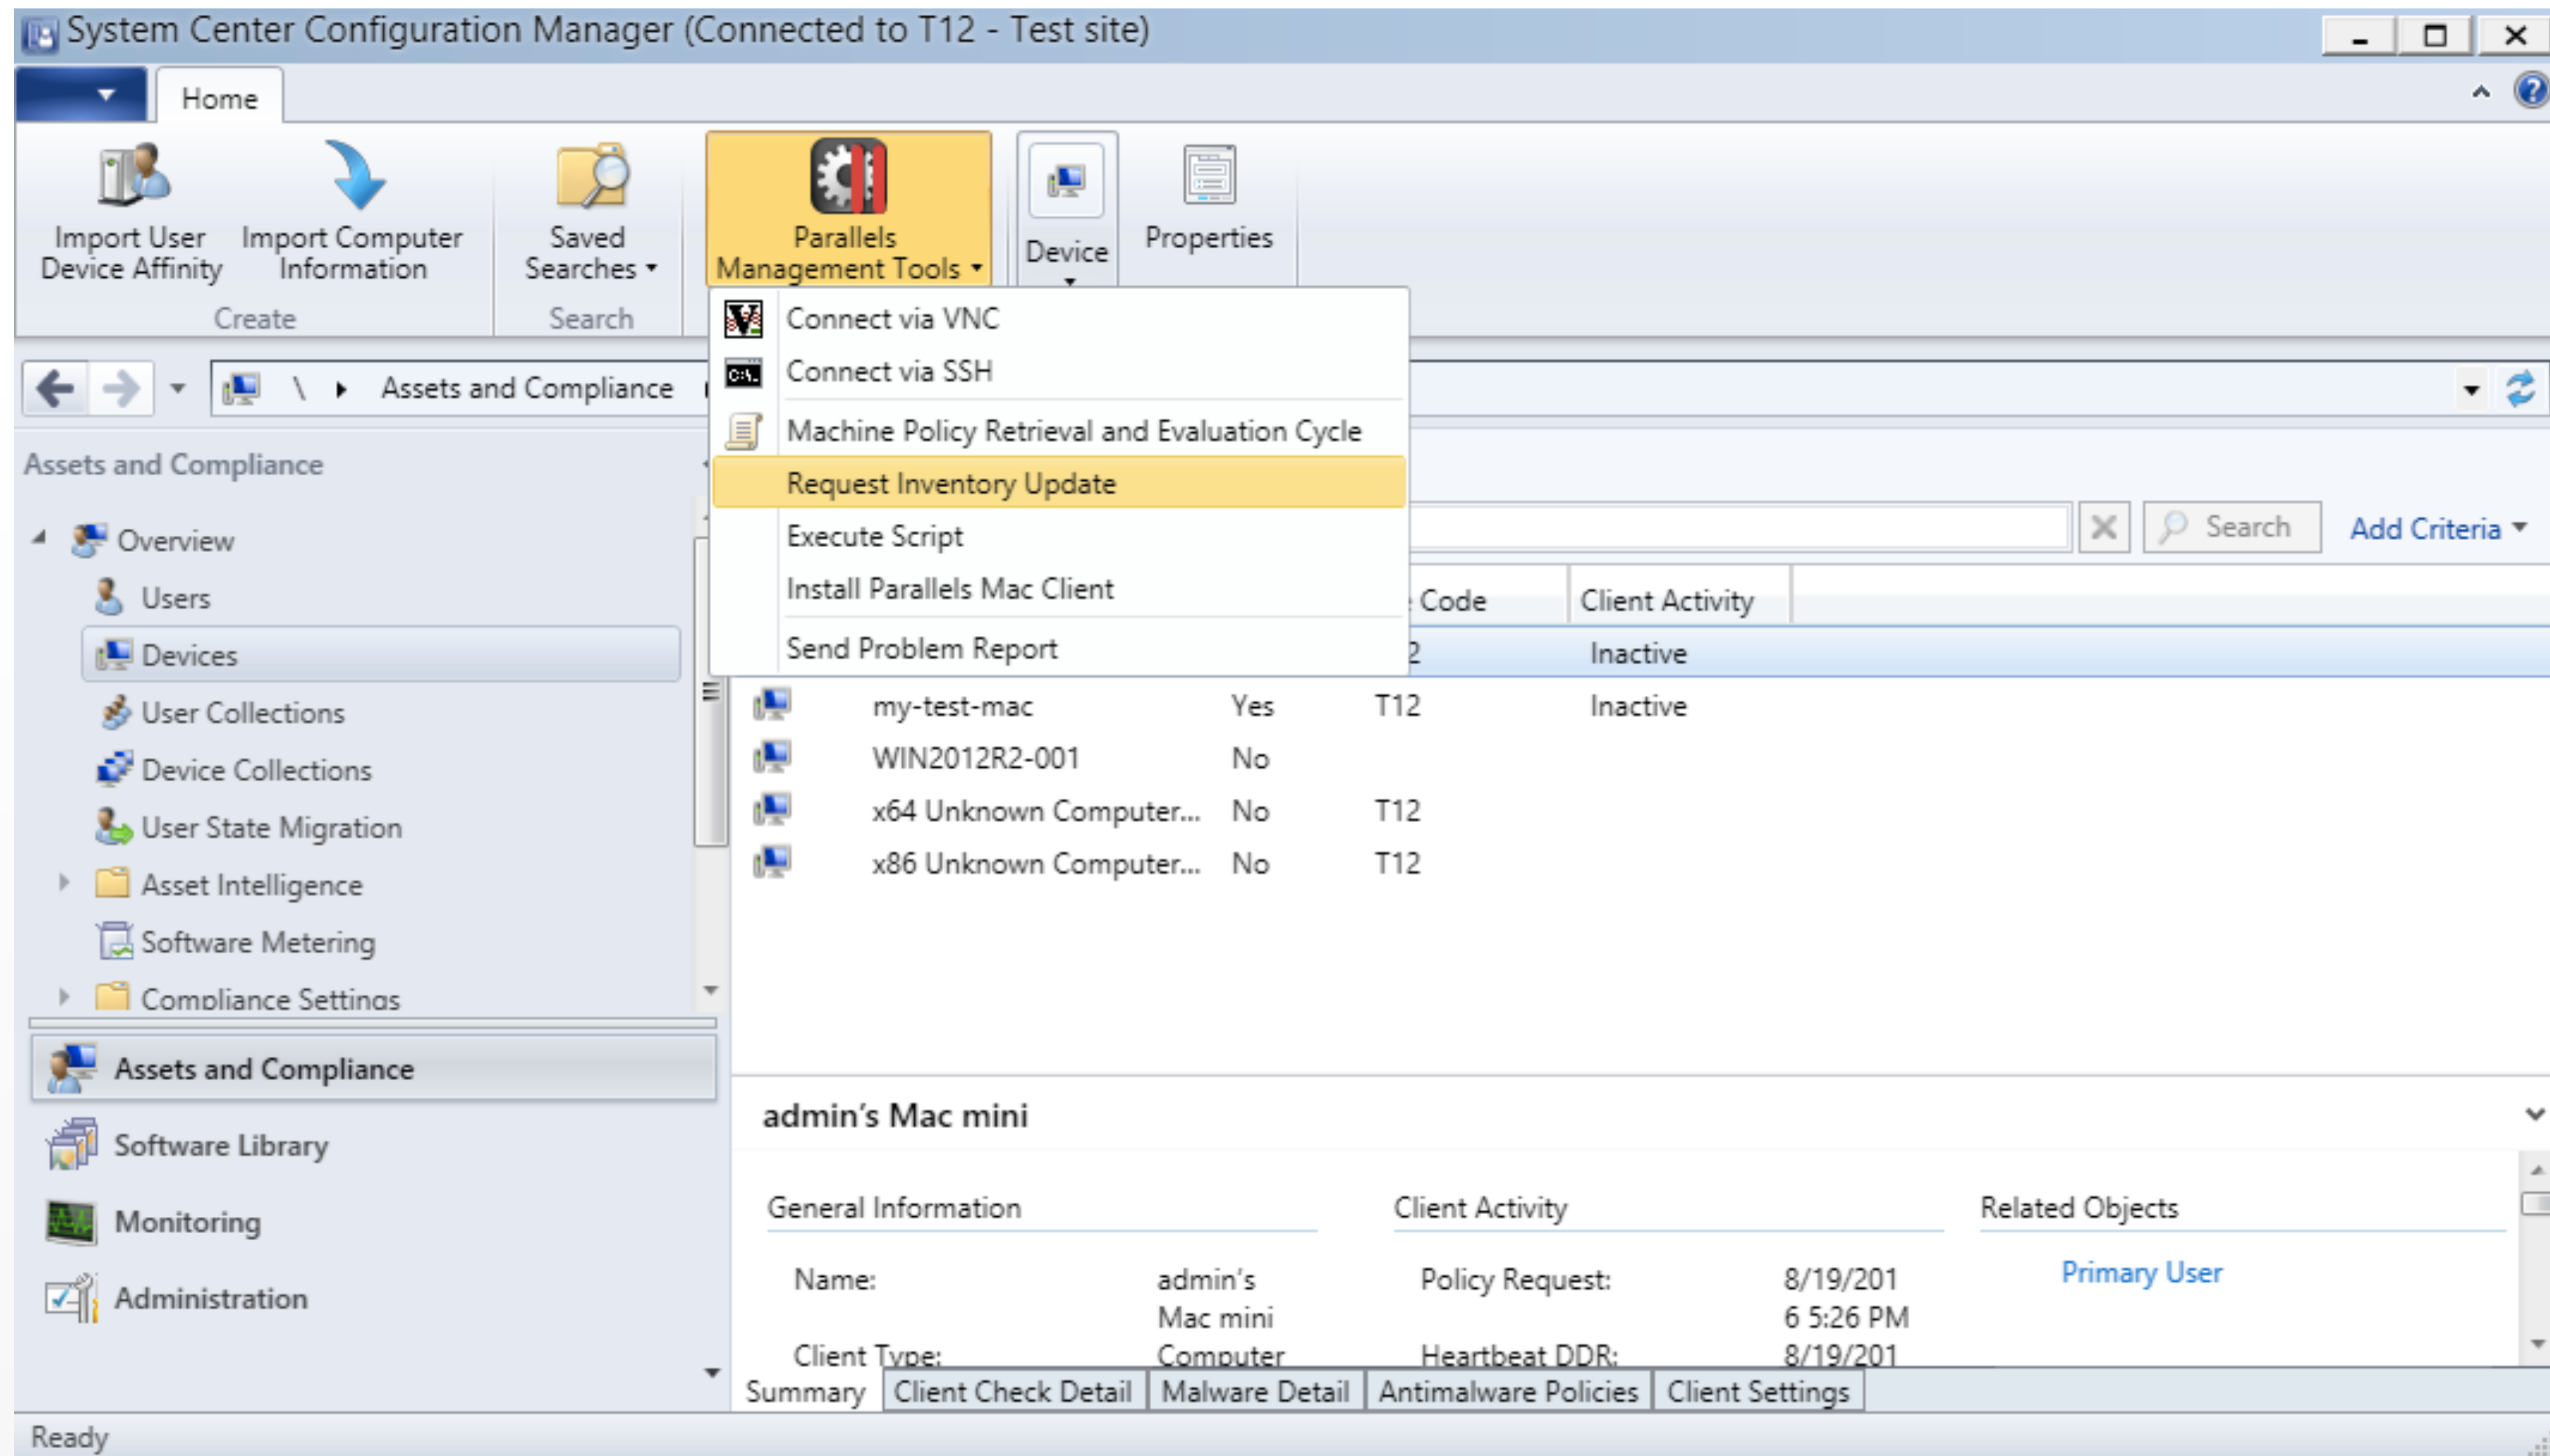 System Center Configuration Manager (Connected to T12 - Test site)
Home
Import User
Device Affinity
Import Computer
Information
Create
Saved
Searches
Search
Parallels
Management Tools
Device
Properties
Connect via VNC
Connect via SSH
Machine Policy Retrieval and Evaluation Cycle
Request Inventory Update
Execute Script
Install Parallels Mac Client
Send Problem Report
\ Assets and Compliance
Assets and Compliance
Overview
Users
Devices
User Collections
Device Collections
User State Migration
Asset Intelligence
Software Metering
Compliance Settings
Assets and Compliance
Software Library
Monitoring
Administration
Search Add Criteria
Code Client Activity
2 Inactive
my-test-mac Yes T12 Inactive
WIN2012R2-001 No
x64 Unknown Computer... No T12
x86 Unknown Computer... No T12
admin's Mac mini
General Information
Name: admin's
Mac mini
Client Type: Computer
Client Activity
Policy Request: 8/19/201
6 5:26 PM
Heartbeat DDR: 8/19/201
Related Objects
Primary User
Summary Client Check Detail Malware Detail Antimalware Policies Client Settings
Ready